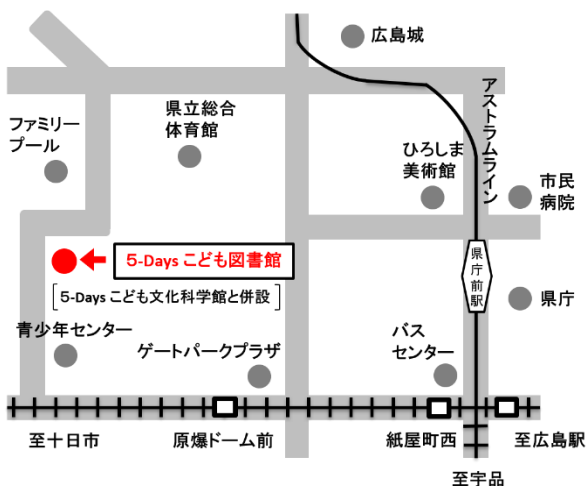 広島城
アストラムライン
県立総合
体育館
ファミリー
プール
ひろしま
美術館
市民
病院
5-Days こども図書館
[5-Days こども文化科学館と併設]
県庁前駅
県庁
青少年センター
ゲートパークプラザ
バス
センター
至十日市
原爆ドーム前
紙屋町西
至広島駅
至宇品